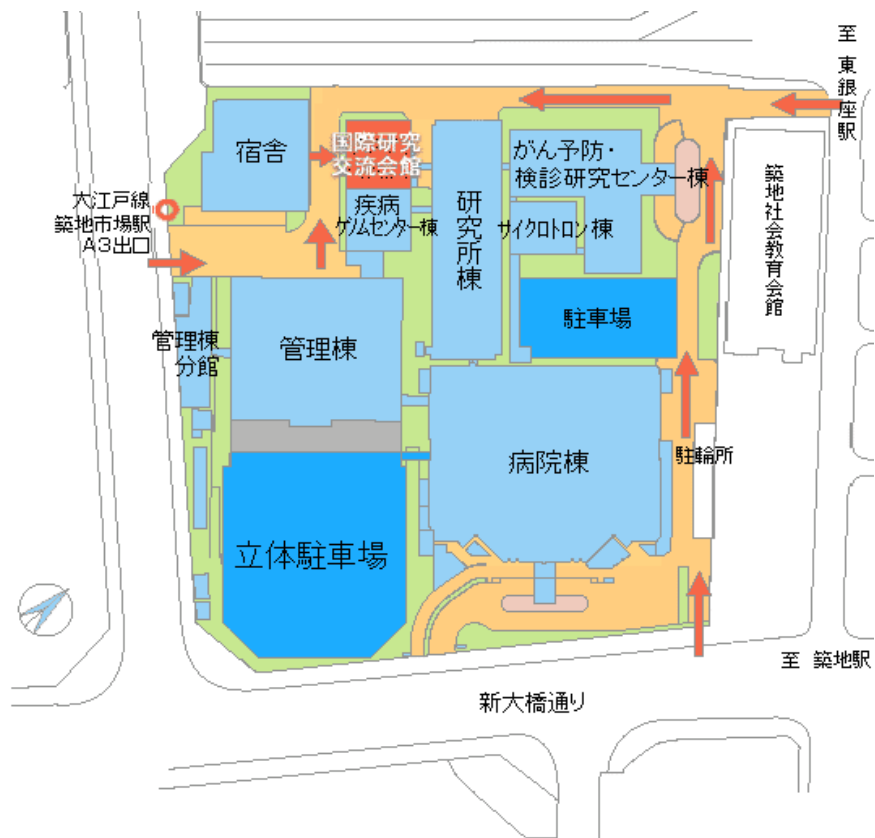 至
東銀座駅
宿舎
国際研究
交流会館
がん予防・
検診研究センター棟
築地社会教育会館
大江戸線
築地市場駅
A3出口
疾病
ゲノムセンター棟
研究所棟
サイクロトロン棟
駐車場
管理棟
分館
管理棟
病院棟
駐輪所
立体駐車場
至 築地駅
新大橋通り